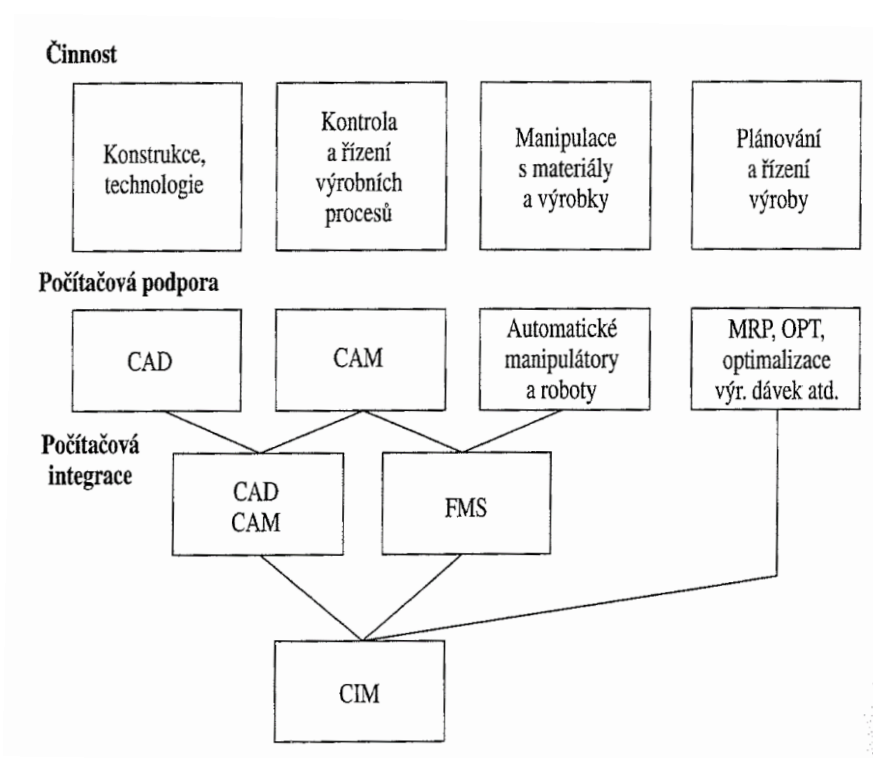 Činnost
Konstrukce,
technologie
Kontrola
a řízení
výrobních
procesů
Manipulace
s materiály
a výrobky
Plánování
a řízení
výroby
Počítačová podpora
CAD
CAM
Automatické
manipulátory
a roboty
MRP, OPT,
optimalizace
výr. dávek atd.
Počítačová
integrace
CAD
CAM
FMS
CIM